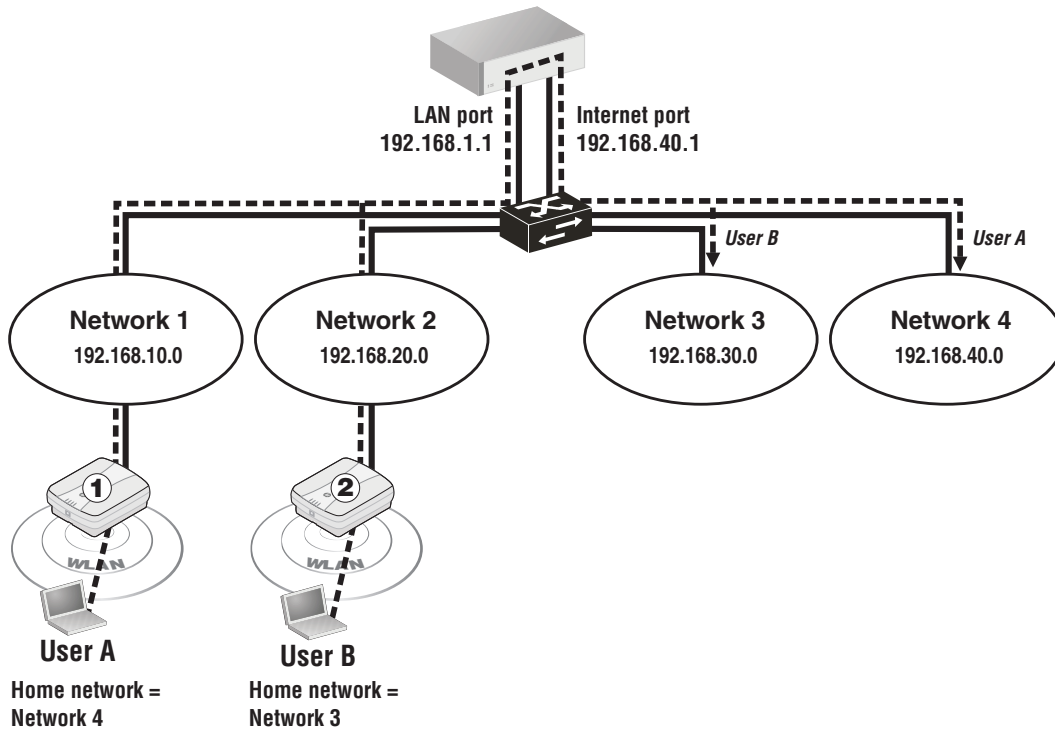 LAN port
192.168.1.1
Internet port
192.168.40.1
User B
User A
Network 1
192.168.10.0
Network 2
192.168.20.0
Network 3
192.168.30.0
Network 4
192.168.40.0
1
2
WLAN
WLAN
User A
Home network =
Network 4
User B
Home network =
Network 3